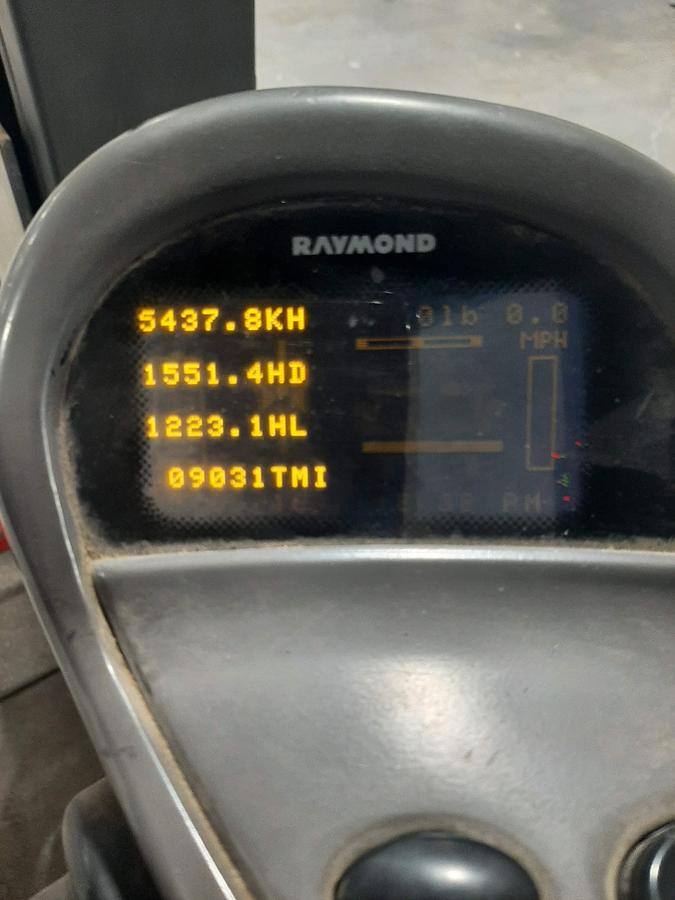 RAYMOND
5437.8KH
0lb 0.0
MPH
1551.4HD
1223.1HL
09031TMI
PM